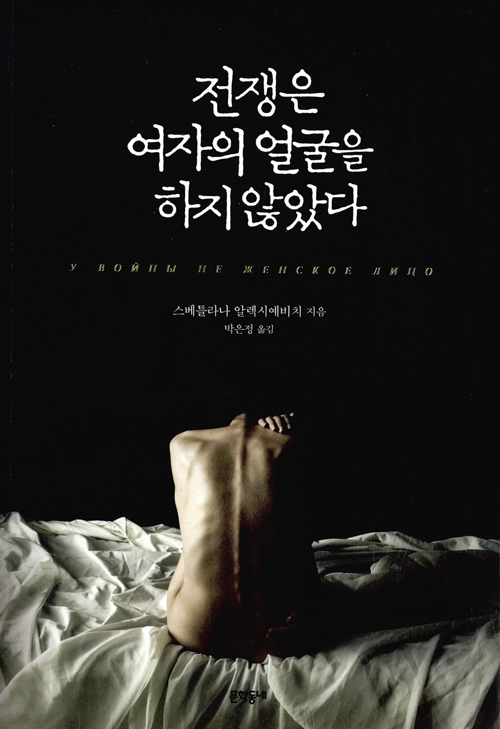 전쟁은
여자의 얼굴을
하지 않았다
У ВОЙНЫ НЕ ЖЕНСКОЕ ЛИЦО
스베틀라나 알렉시예비치 지음
박은정 옮김
문학동네